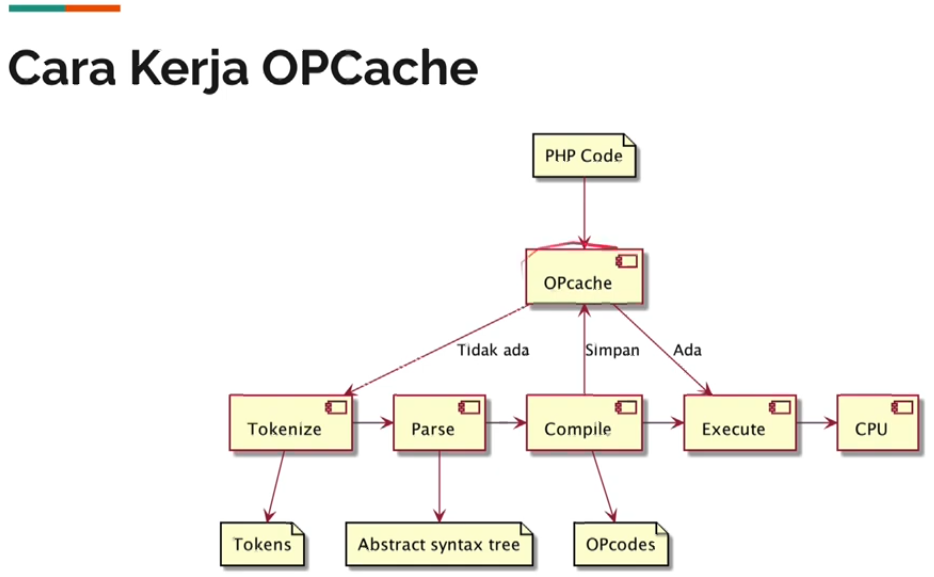 Cara Kerja OPCache
PHP Code
OPcache
Tidak ada
Simpan
Ada
Tokenize
Parse
Compile
Execute
CPU
Tokens
Abstract syntax tree
OPcodes